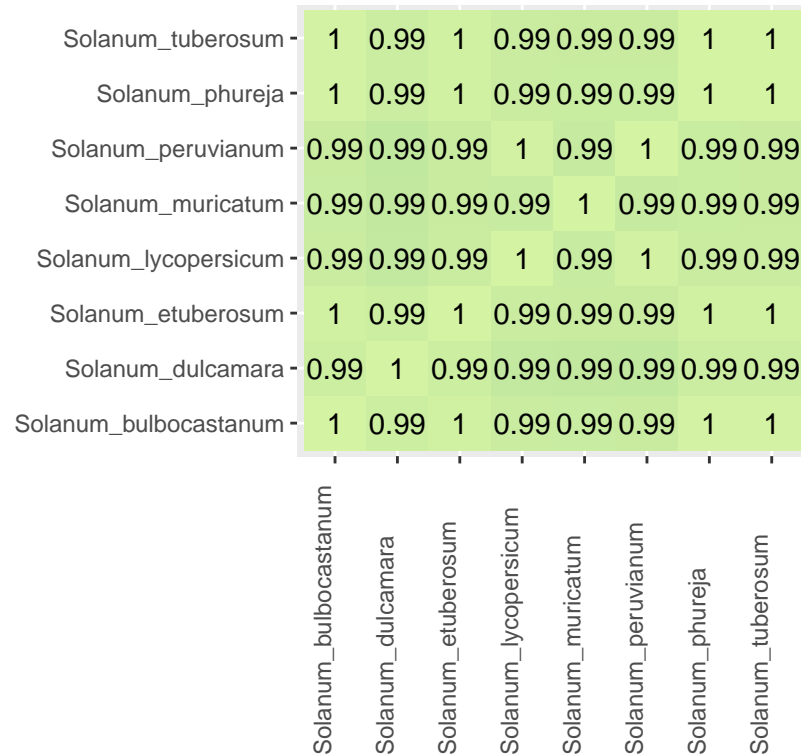 Solanum_tuberosum 1 0.99 1 0.99 0.99 0.99 1 1
Solanum_phureja 1 0.99 1 0.99 0.99 0.99 1 1
Solanum_peruvianum 0.99 0.99 0.99 1 0.99 1 0.99 0.99
Solanum_muricatum 0.99 0.99 0.99 0.99 1 0.99 0.99 0.99
Solanum_lycopersicum 0.99 0.99 0.99 1 0.99 1 0.99 0.99
Solanum_etuberosum 1 0.99 1 0.99 0.99 0.99 1 1
Solanum_dulcamara 0.99 1 0.99 0.99 0.99 0.99 0.99 0.99
Solanum_bulbocastanum 1 0.99 1 0.99 0.99 0.99 1 1
Solanum_bulbocastanum
Solanum_dulcamara
Solanum_etuberosum
Solanum_lycopersicum
Solanum_muricatum
Solanum_peruvianum
Solanum_phureja
Solanum_tuberosum